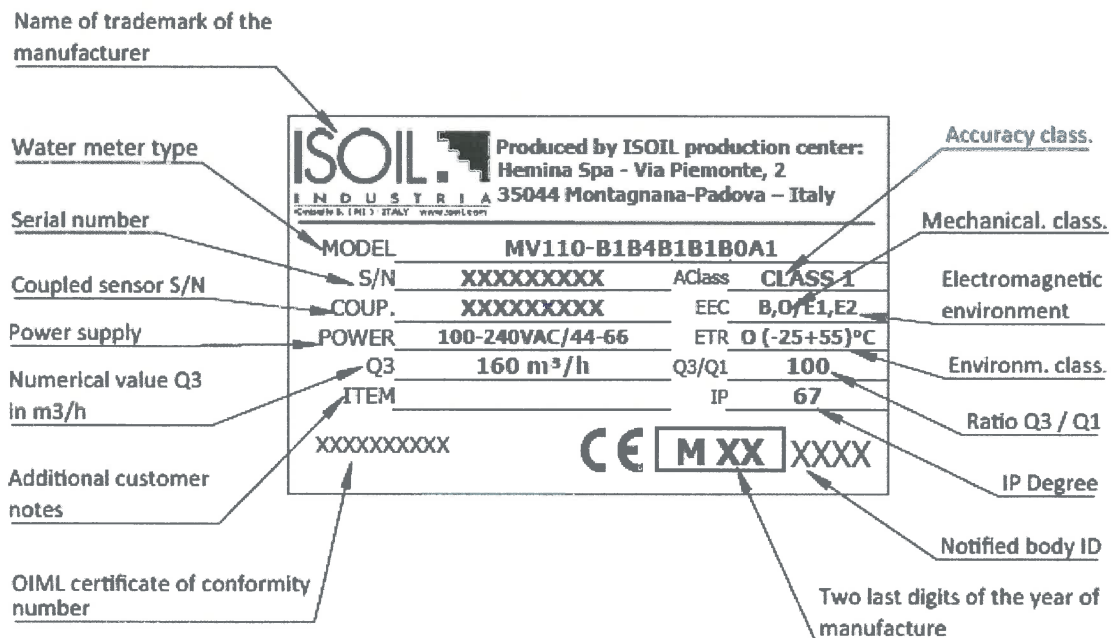 Name of trademark of the
manufacturer
Water meter type
Serial number
Coupled sensor S/N
Power supply
Numerical value Q3
in m3/h
Additional customer
notes
OIML certificate of conformity
number
ISOIL
INDUSTRIA
Produced by ISOIL production center:
Hemina Spa - Via Piemonte, 2
35044 Montagnana-Padova – Italy
MODEL MV110-B1B4B1B1B0A1
S/N XXXXXXXXX AClass CLASS 1
COUP. XXXXXXXXX EEC B,O/E1,E2
POWER 100-240VAC/44-66 ETR O (-25+55)°C
Q3 160 m³/h Q3/Q1 100
ITEM IP 67
XXXXXXXXXX CE M XX XXXX
Accuracy class.
Mechanical. class.
Electromagnetic
environment
Environm. class.
Ratio Q3 / Q1
IP Degree
Notified body ID
Two last digits of the year of
manufacture